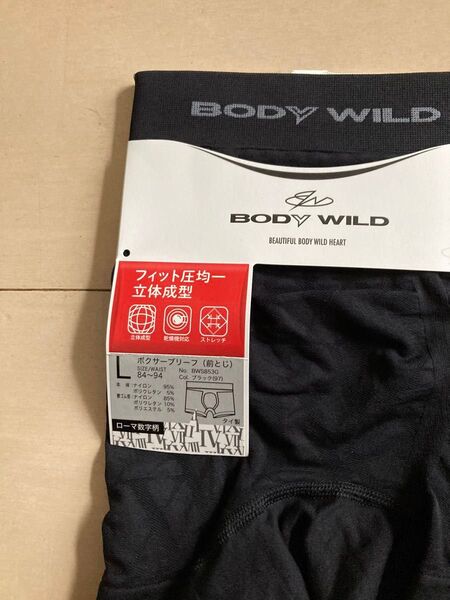 BODY WILD
BODY WILD
BEAUTIFUL BODY WILD HEART
フィット圧均一
立体成型
立体成型 乾燥機対応 ストレッチ
L ボクサーブリーフ（前とじ）
SIZE/WAIST No. BWS853G
84〜94 Col. ブラック(97)
本体 ナイロン 95%
ポリウレタン 5%
ナイロン 85%
ポリウレタン 10%
ポリエステル 5%
タイ製
ローマ数字柄